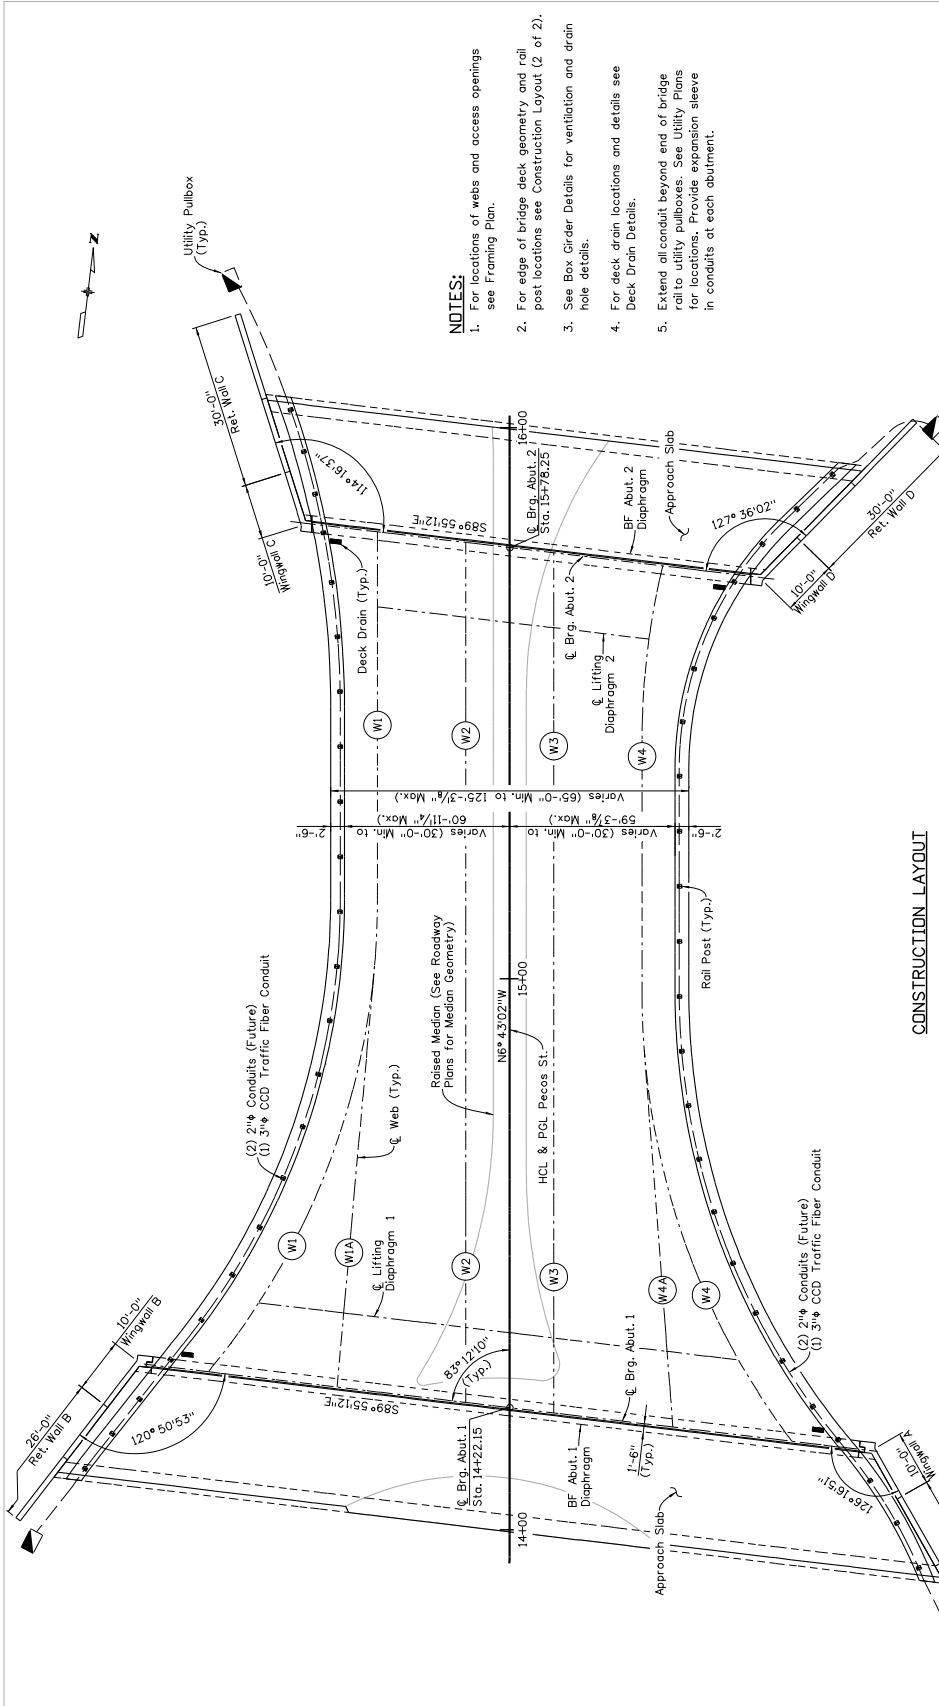 Utility Pullbox
(Typ.)
N
30'-0"
Ret. Wall C
10'-0"
Wingwall C
114° 16'37"
S89° 55'12"E
Deck Drain (Typ.)
16+00
℄ Brg. Abut. 2
Sta. 15+78.25
BF Abut. 2
Diaphragm
Approach Slab
127° 36'02"
30'-0"
Ret. Wall D
10'-0"
Wingwall D
℄ Brg. Abut. 2
℄ Lifting
Diaphragm 2
W1
W2
W3
W4
2'-6"
Varies (30'-0" Min. to
60'-11¼" Max.)
Varies (65'-0" Min. to 125'-3⅛" Max.)
Varies (30'-0" Min. to
59'-3⅞" Max.)
2'-6"
Rail Post (Typ.)
(2) 2"ϕ Conduits (Future)
(1) 3"ϕ CCD Traffic Fiber Conduit
Raised Median (See Roadway
Plans for Median Geometry)
N6° 43'02"W
15+00
HCL & PGL Pecos St.
℄ Web (Typ.)
W1
W1A
W2
W3
W4A
W4
℄ Lifting
Diaphragm 1
10'-0"
Wingwall B
26'-0"
Ret. Wall B
120° 50'53"
S89° 55'12"E
83° 12'10"
(Typ.)
℄ Brg. Abut. 1
Sta. 14+22.15
14+00
BF Abut. 1
Diaphragm
℄ Brg. Abut. 1
1'-6"
(Typ.)
Approach Slab
(2) 2"ϕ Conduits (Future)
(1) 3"ϕ CCD Traffic Fiber Conduit
126° 16'51"
10'-0"
Wingwall A
NOTES:
1. For locations of webs and access openings
see Framing Plan.
2. For edge of bridge deck geometry and rail
post locations see Construction Layout (2 of 2).
3. See Box Girder Details for ventilation and drain
hole details.
4. For deck drain locations and details see
Deck Drain Details.
5. Extend all conduit beyond end of bridge
rail to utility pullboxes. See Utility Plans
for locations. Provide expansion sleeve
in conduits at each abutment.
CONSTRUCTION LAYOUT